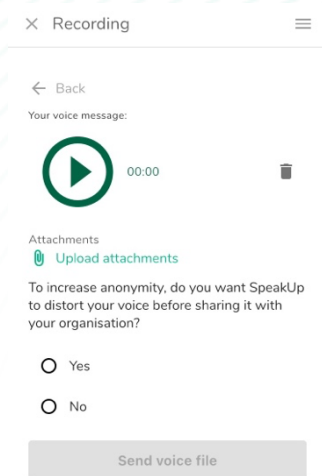 Recording
Back
Your voice message:
00:00
Attachments
Upload attachments
To increase anonymity, do you want SpeakUp
to distort your voice before sharing it with
your organisation?
Yes
No
Send voice file